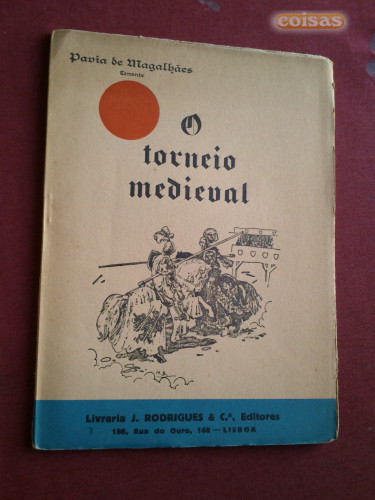 coisas
Pavia de Magalhães
Tenente
O
torneio
medieval
Livraria J. RODRIGUES & C.ª, Editores
186, Rua do Ouro, 188 — LISBOA